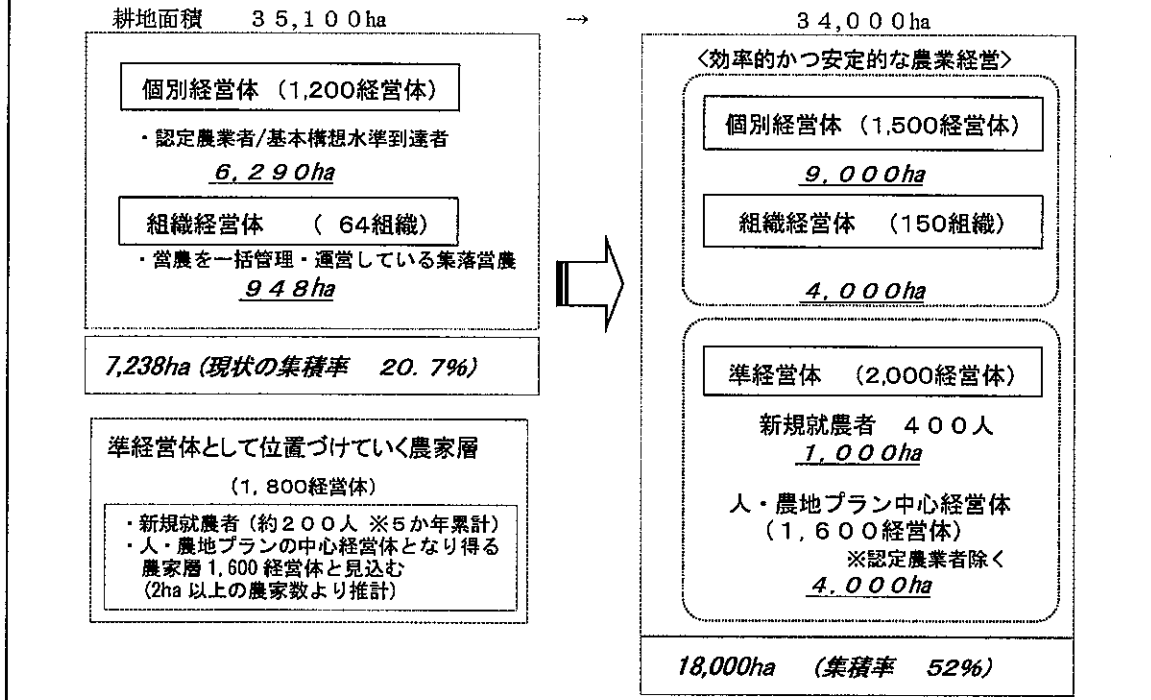 耕地面積　３５,１００ha　→　３４,０００ha
個別経営体（1,200経営体）
・認定農業者/基本構想水準到達者
６,２９０ha
組織経営体　（ 64組織）
・営農を一括管理・運営している集落営農
９４８ha
7,238ha（現状の集積率　20.7%）
準経営体として位置づけていく農家層
（1,800経営体）
・新規就農者（約２００人 ※５か年累計）
・人・農地プランの中心経営体となり得る
農家層1,600経営体と見込む
（2ha以上の農家数より推計）
<効率的かつ安定的な農業経営>
個別経営体（1,500経営体）
９,０００ha
組織経営体　（150組織）
４,０００ha
準経営体　（2,000経営体）
新規就農者　４００人
１,０００ha
人・農地プラン中心経営体
（１,６００経営体）
※認定農業者除く
４,０００ha
18,000ha　（集積率　52%）